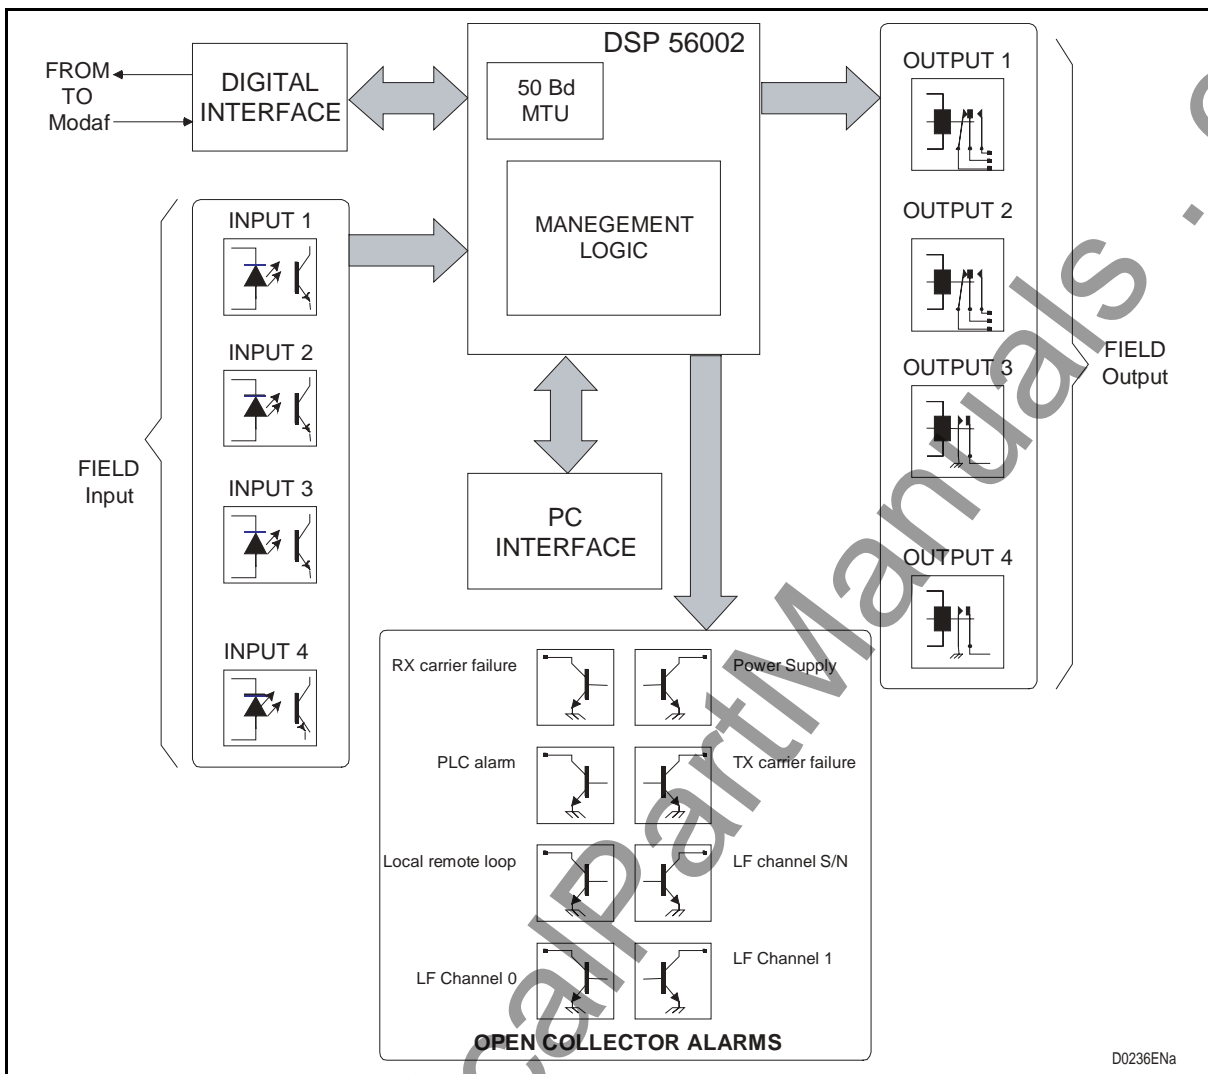 DSP 56002
50 Bd
MTU
MANEGEMENT
LOGIC
FROM
TO
Modaf
DIGITAL
INTERFACE
INPUT 1
INPUT 2
INPUT 3
INPUT 4
FIELD
Input
PC
INTERFACE
OUTPUT 1
OUTPUT 2
OUTPUT 3
OUTPUT 4
FIELD
Output
RX carrier failure
Power Supply
PLC alarm
TX carrier failure
Local remote loop
LF channel S/N
LF Channel 0
LF Channel 1
OPEN COLLECTOR ALARMS
D0236ENa